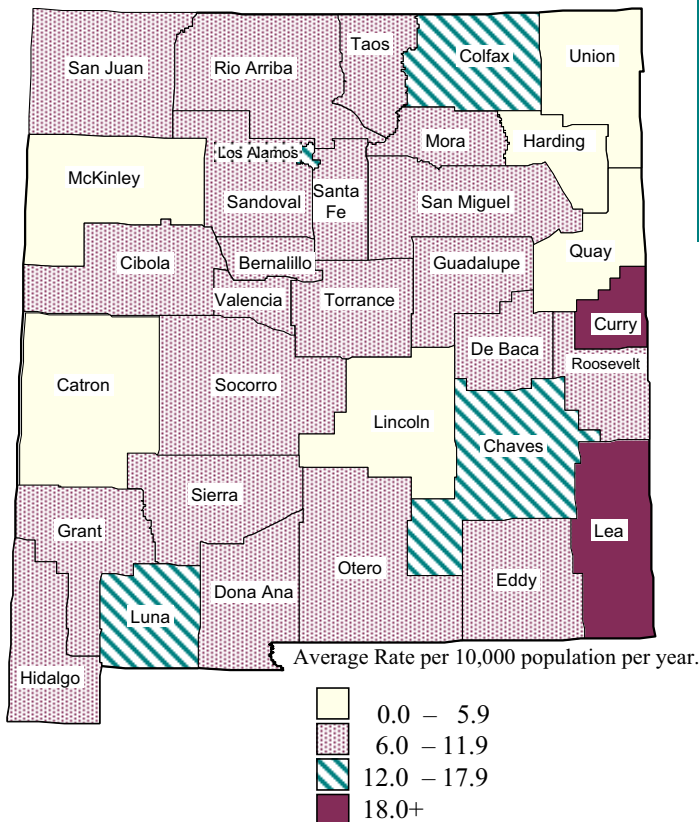 Taos
Colfax
Union
San Juan
Rio Arriba
Mora
Harding
Los Alamos
McKinley
Santa
Fe
Sandoval
San Miguel
Quay
Cibola
Bernalillo
Guadalupe
Valencia
Torrance
Curry
De Baca
Roosevelt
Catron
Socorro
Lincoln
Chaves
Sierra
Grant
Lea
Otero
Eddy
Dona Ana
Luna
Hidalgo
Average Rate per 10,000 population per year.
0.0 – 5.9
6.0 – 11.9
12.0 – 17.9
18.0+